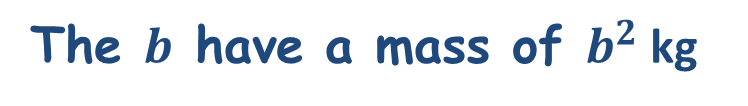 The b have a mass of b² kg